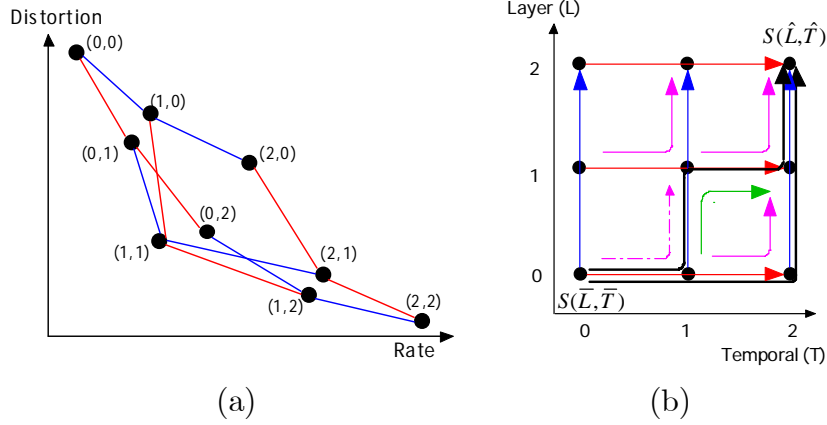 Distortion
(0,0)
(1,0)
(0,1)
(2,0)
(0,2)
(1,1)
(2,1)
(1,2)
(2,2)
Rate
(a)
Layer (L)
S(L̂,T̂)
2
1
0
S(L̅,T̅)
0 1 2
Temporal (T)
(b)